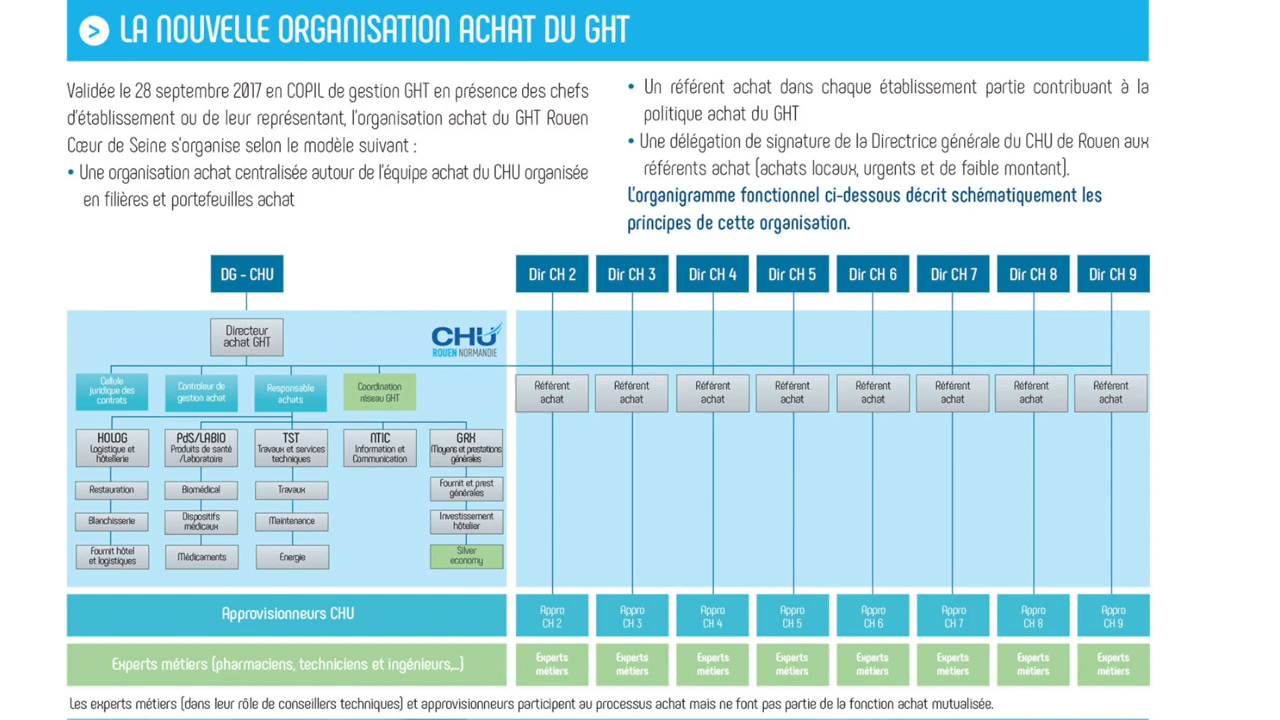 > LA NOUVELLE ORGANISATION ACHAT DU GHT
Validée le 28 septembre 2017 en COPIL de gestion GHT en présence des chefs
d'établissement ou de leur représentant, l'organisation achat du GHT Rouen
Cœur de Seine s'organise selon le modèle suivant :
• Une organisation achat centralisée autour de l'équipe achat du CHU organisée
en filières et portefeuilles achat
• Un référent achat dans chaque établissement partie contribuant à la
politique achat du GHT
• Une délégation de signature de la Directrice générale du CHU de Rouen aux
référents achat (achats locaux, urgents et de faible montant).
L'organigramme fonctionnel ci-dessous décrit schématiquement les
principes de cette organisation.
DG - CHU
Dir CH 2
Dir CH 3
Dir CH 4
Dir CH 5
Dir CH 6
Dir CH 7
Dir CH 8
Dir CH 9
Directeur
achat GHT
CHU
ROUEN NORMANDIE
Cellule
juridique des
contrats
Controleur de
gestion achat
Responsable
achats
Coordination
réseau GHT
Référent
achat
Référent
achat
Référent
achat
Référent
achat
Référent
achat
Référent
achat
Référent
achat
Référent
achat
HOLOG
Logistique et
hôtellerie
PdS/LABIO
Produits de santé
/Laboratoire
TST
Travaux et services
techniques
NTIC
Information et
Communication
GRX
Moyens et prestations
générales
Restauration
Biomédical
Travaux
Fournit et prest
générales
Blanchisserie
Dispositifs
médicaux
Maintenance
Investissement
hôtelier
Fournit hôtel
et logistiques
Médicaments
Energie
Silver
economy
Approvisionneurs CHU
Appro
CH 2
Appro
CH 3
Appro
CH 4
Appro
CH 5
Appro
CH 6
Appro
CH 7
Appro
CH 8
Appro
CH 9
Experts métiers (pharmaciens, techniciens et ingénieurs,...)
Experts
métiers
Experts
métiers
Experts
métiers
Experts
métiers
Experts
métiers
Experts
métiers
Experts
métiers
Experts
métiers
Les experts métiers (dans leur rôle de conseillers techniques) et approvisionneurs participent au processus achat mais ne font pas partie de la fonction achat mutualisée.